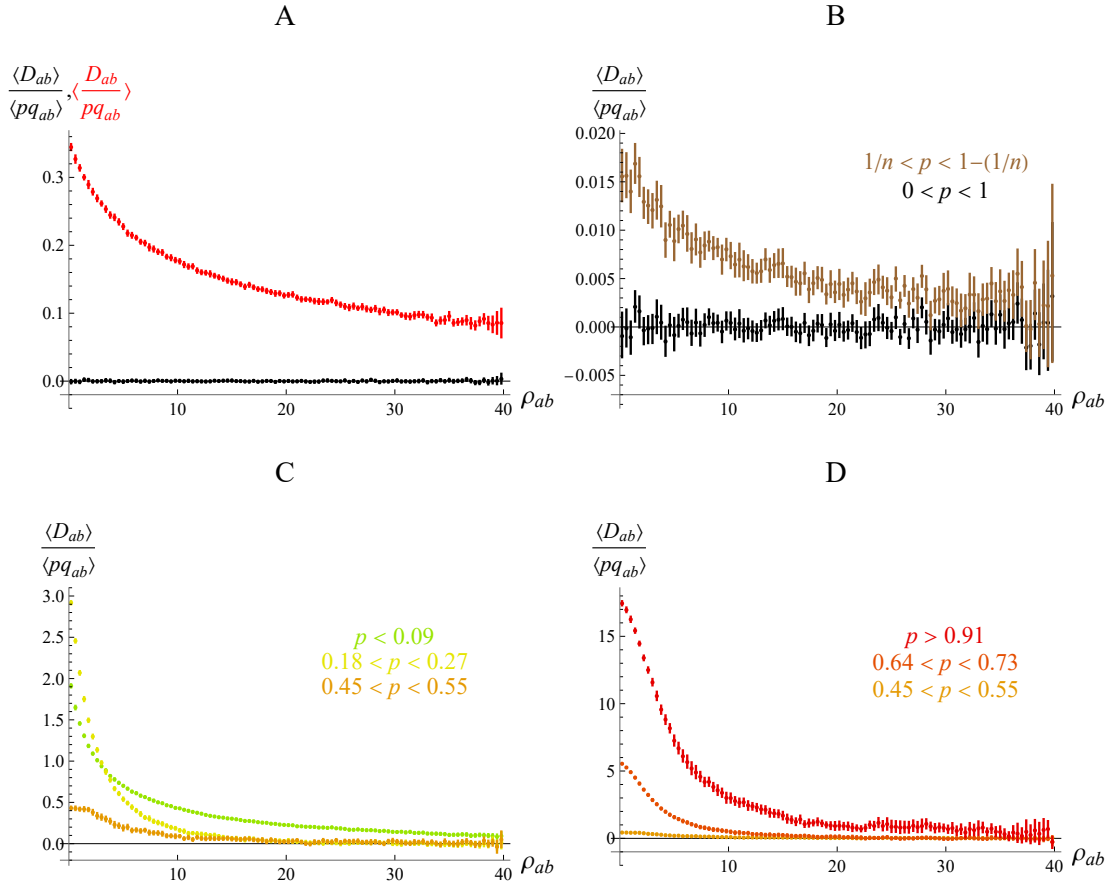 A
⟨D_ab⟩/⟨pq_ab⟩, ⟨D_ab/pq_ab⟩
0.3
0.2
0.1
0.0
10 20 30 40 ρ_ab
B
⟨D_ab⟩/⟨pq_ab⟩
0.020
0.015
0.010
0.005
0.000
−0.005
1/n < p < 1−(1/n)
0 < p < 1
10 20 30 40 ρ_ab
C
⟨D_ab⟩/⟨pq_ab⟩
3.0
2.5
2.0
1.5
1.0
0.5
0.0
p < 0.09
0.18 < p < 0.27
0.45 < p < 0.55
10 20 30 40 ρ_ab
D
⟨D_ab⟩/⟨pq_ab⟩
15
10
5
0
p > 0.91
0.64 < p < 0.73
0.45 < p < 0.55
10 20 30 40 ρ_ab